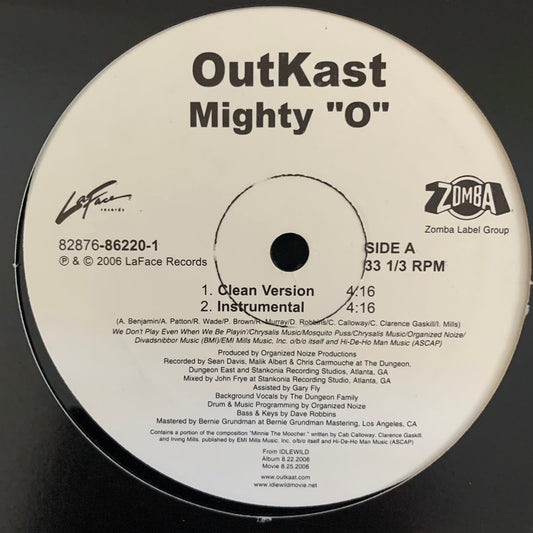 OutKast
Mighty "O"
LaFace
records
ZOMBA
Zomba Label Group
82876-86220-1
℗ & © 2006 LaFace Records
SIDE A
33 1/3 RPM
1. Clean Version 4:16
2. Instrumental 4:16
(A. Benjamin/A. Patton/R. Wade/P. Brown/R. Murray/D. Robbins/C. Calloway/C. Clarence Gaskill/I. Mills)
We Don't Play Even When We Be Playin'/Chrysalis Music/Mosquito Puss/Chrysalis Music/Organized Noize/
Divadsnibbor Music(BMI)/EMI Mills Music, Inc. o/b/o itself and Hi-De-Ho Man Music (ASCAP)
Produced by Organized Noize Productions
Recorded by Sean Davis, Malik Albert & Chris Carmouche at The Dungeon,
Dungeon East and Stankonia Recording Studios, Atlanta, GA
Mixed by John Frye at Stankonia Recording Studio, Atlanta, GA
Assisted by Gary Fly
Background Vocals by The Dungeon Family
Drum & Music Programming by Organized Noize
Bass & Keys by Dave Robbins
Mastered by Bernie Grundman at Bernie Grundman Mastering, Los Angeles, CA
Contains a portion of the composition "Minnie The Moocher," written by Cab Calloway, Clarence Gaskill,
and Irving Mills, published by EMI Mills Music, Inc. o/b/o itself and Hi-De-Ho Man Music (ASCAP)
From IDLEWILD
Album 8.22.2006
Movie 8.25.2006
www.outkast.com
www.idlewildmovie.net